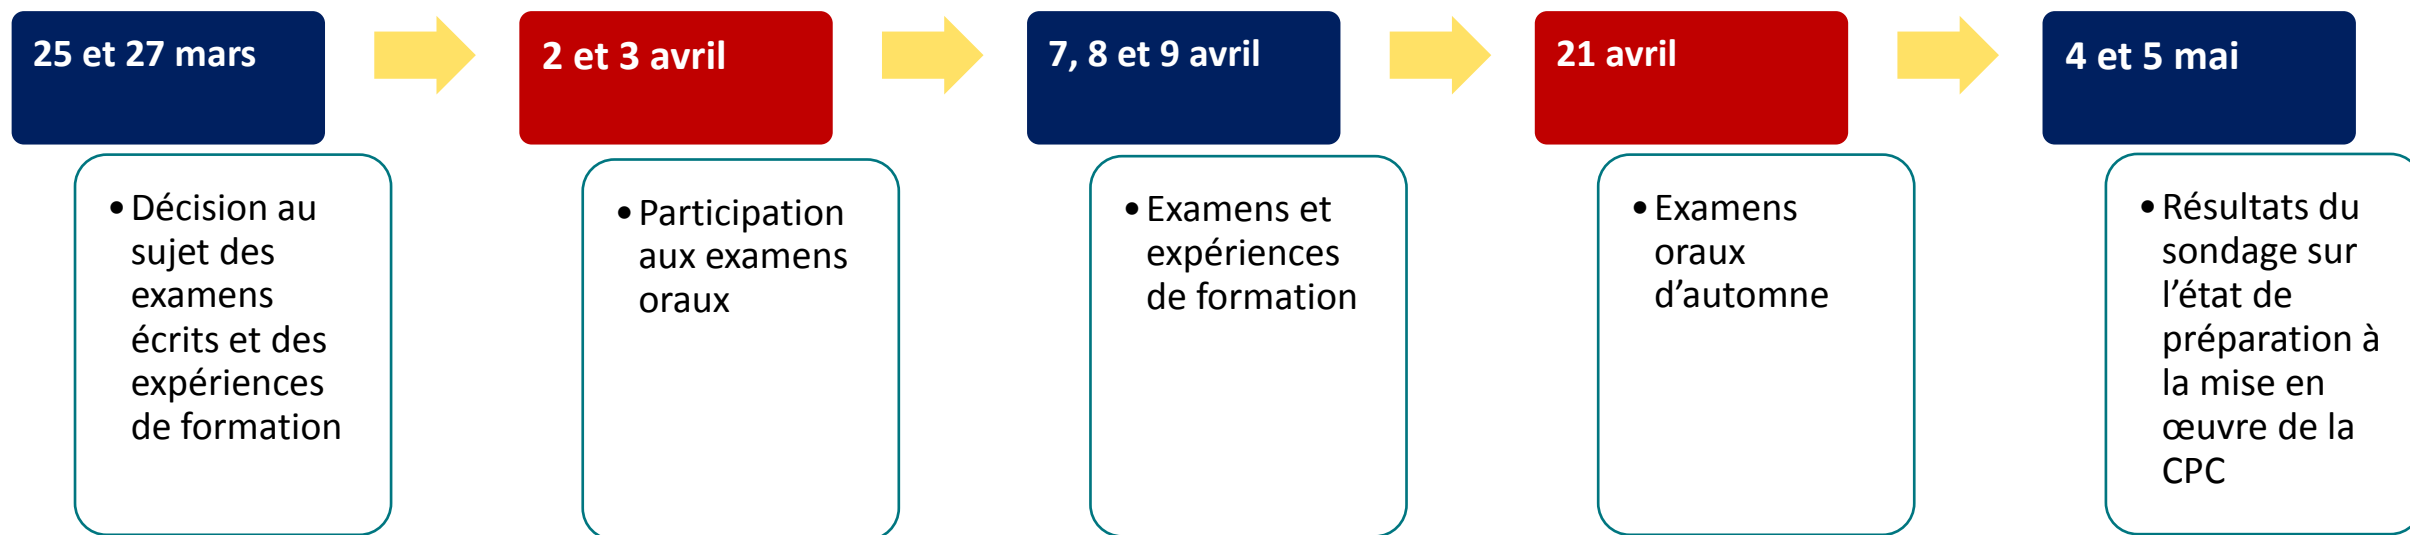 25 et 27 mars
• Décision au
sujet des
examens
écrits et des
expériences
de formation
2 et 3 avril
• Participation
aux examens
oraux
7, 8 et 9 avril
• Examens et
expériences
de formation
21 avril
• Examens
oraux
d’automne
4 et 5 mai
• Résultats du
sondage sur
l’état de
préparation à
la mise en
œuvre de la
CPC